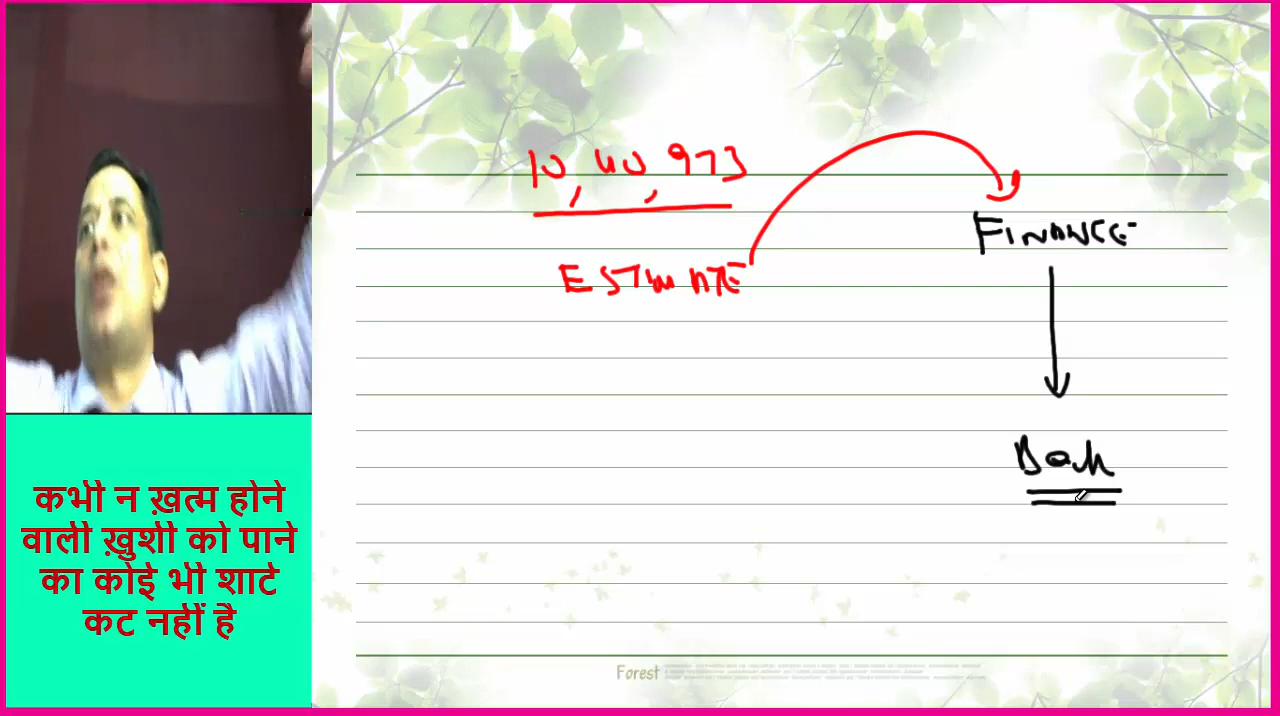 10,40,973
ESTIMATE
FINANCE
Bank
कभी न ख़त्म होने
वाली ख़ुशी को पाने
का कोई भी शार्ट
कट नहीं है
Forest